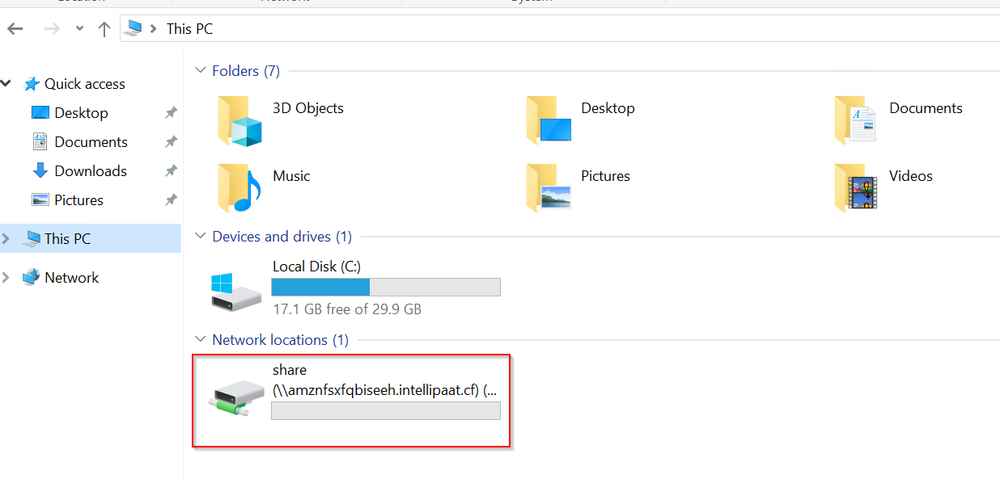 Location Network System
This PC
Quick access
Desktop
Documents
Downloads
Pictures
This PC
Network
Folders (7)
3D Objects
Desktop
Documents
Music
Pictures
Videos
Devices and drives (1)
Local Disk (C:)
17.1 GB free of 29.9 GB
Network locations (1)
share
(\\amznfsxfqbiseeh.intellipaat.cf) (...